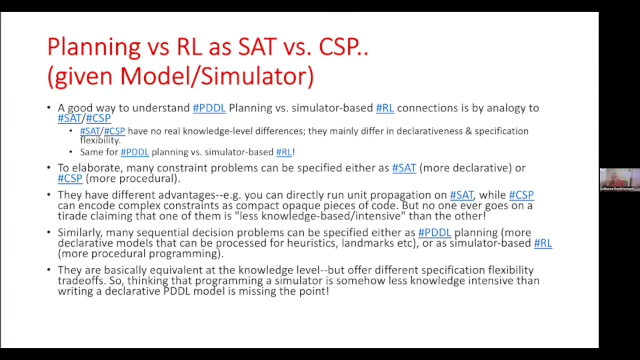 Planning vs RL as SAT vs. CSP..
(given Model/Simulator)
• A good way to understand #PDDL Planning vs. simulator-based #RL connections is by analogy to
#SAT/#CSP
• #SAT/#CSP have no real knowledge-level differences; they mainly differ in declarativeness & specification
flexibility.
• Same for #PDDL planning vs. simulator-based #RL!
• To elaborate, many constraint problems can be specified either as #SAT (more declarative) or
#CSP (more procedural).
• They have different advantages--e.g. you can directly run unit propagation on #SAT, while #CSP
can encode complex constraints as compact opaque pieces of code. But no one ever goes on a
tirade claiming that one of them is "less knowledge-based/intensive" than the other!
• Similarly, many sequential decision problems can be specified either as #PDDL planning (more
declarative models that can be processed for heuristics, landmarks etc), or as simulator-based #RL
(more procedural programming).
• They are basically equivalent at the knowledge level--but offer different specification flexibility
tradeoffs. So, thinking that programming a simulator is somehow less knowledge intensive than
writing a declarative PDDL model is missing the point!